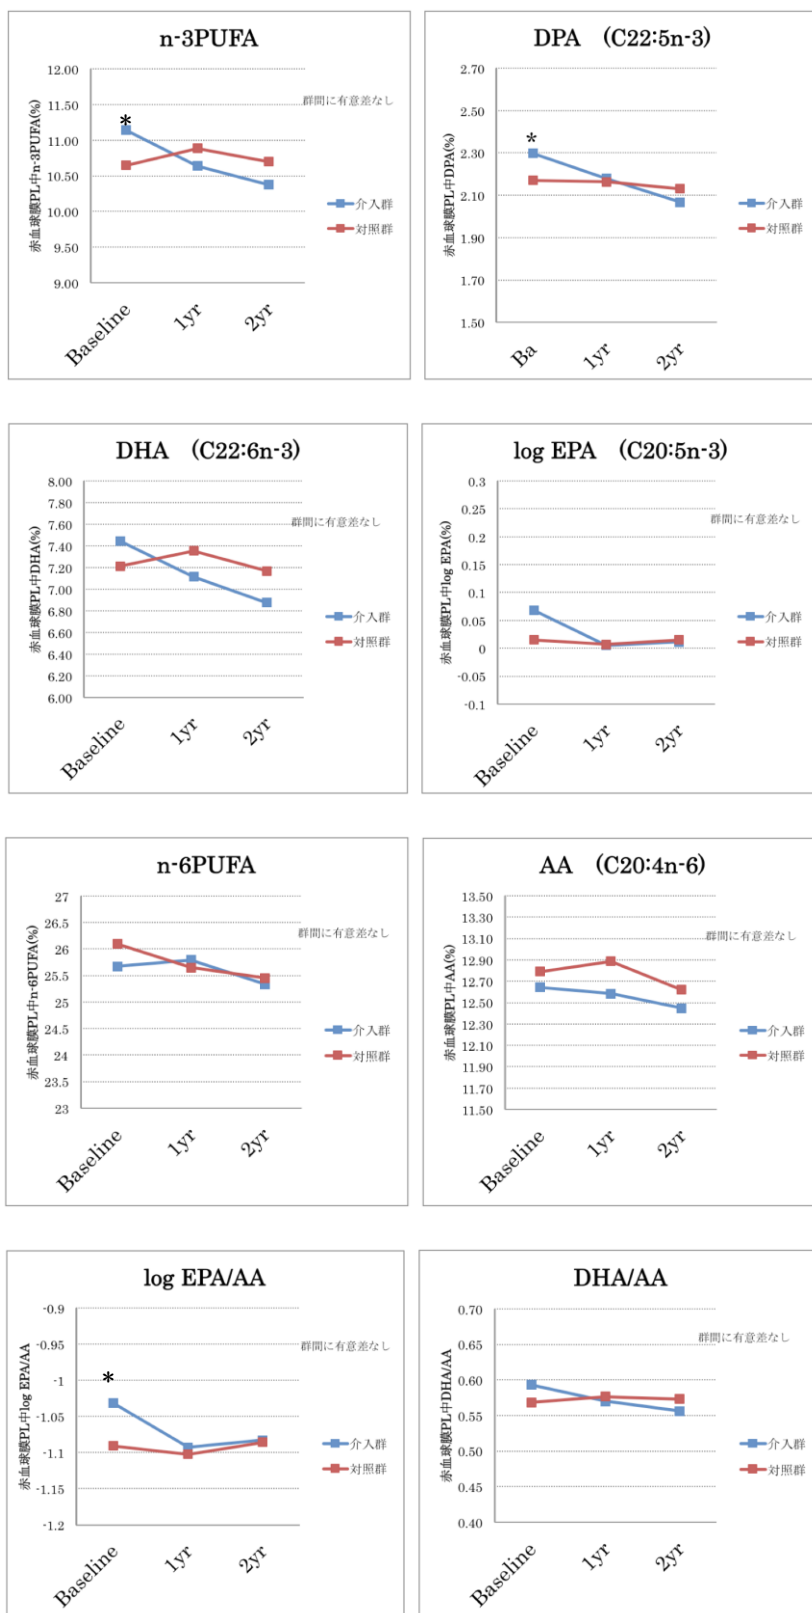 n-3PUFA
赤血球膜PL中n-3PUFA(%)
12.00
11.50
11.00
10.50
10.00
9.50
9.00
*
群間に有意差なし
介入群
対照群
Baseline
1yr
2yr
DPA (C22:5n-3)
赤血球膜PL中DPA(%)
2.70
2.50
2.30
2.10
1.90
1.70
1.50
*
介入群
対照群
Ba
1yr
2yr
DHA (C22:6n-3)
赤血球膜PL中DHA(%)
8.00
7.80
7.60
7.40
7.20
7.00
6.80
6.60
6.40
6.20
6.00
群間に有意差なし
介入群
対照群
Baseline
1yr
2yr
log EPA (C20:5n-3)
赤血球膜PL中log EPA(%)
0.3
0.25
0.2
0.15
0.1
0.05
0
-0.05
-0.1
群間に有意差なし
介入群
対照群
Baseline
1yr
2yr
n-6PUFA
赤血球膜PL中n-6PUFA(%)
27
26.5
26
25.5
25
24.5
24
23.5
23
群間に有意差なし
介入群
対照群
Baseline
1yr
2yr
AA (C20:4n-6)
赤血球膜PL中AA(%)
13.50
13.30
13.10
12.90
12.70
12.50
12.30
12.10
11.90
11.70
11.50
群間に有意差なし
介入群
対照群
Baseline
1yr
2yr
log EPA/AA
赤血球膜PL中log EPA/AA
-0.9
-0.95
-1
-1.05
-1.1
-1.15
-1.2
*
群間に有意差なし
介入群
対照群
Baseline
1yr
2yr
DHA/AA
赤血球膜PL中DHA/AA
0.70
0.65
0.60
0.55
0.50
0.45
0.40
群間に有意差なし
介入群
対照群
Baseline
1yr
2yr